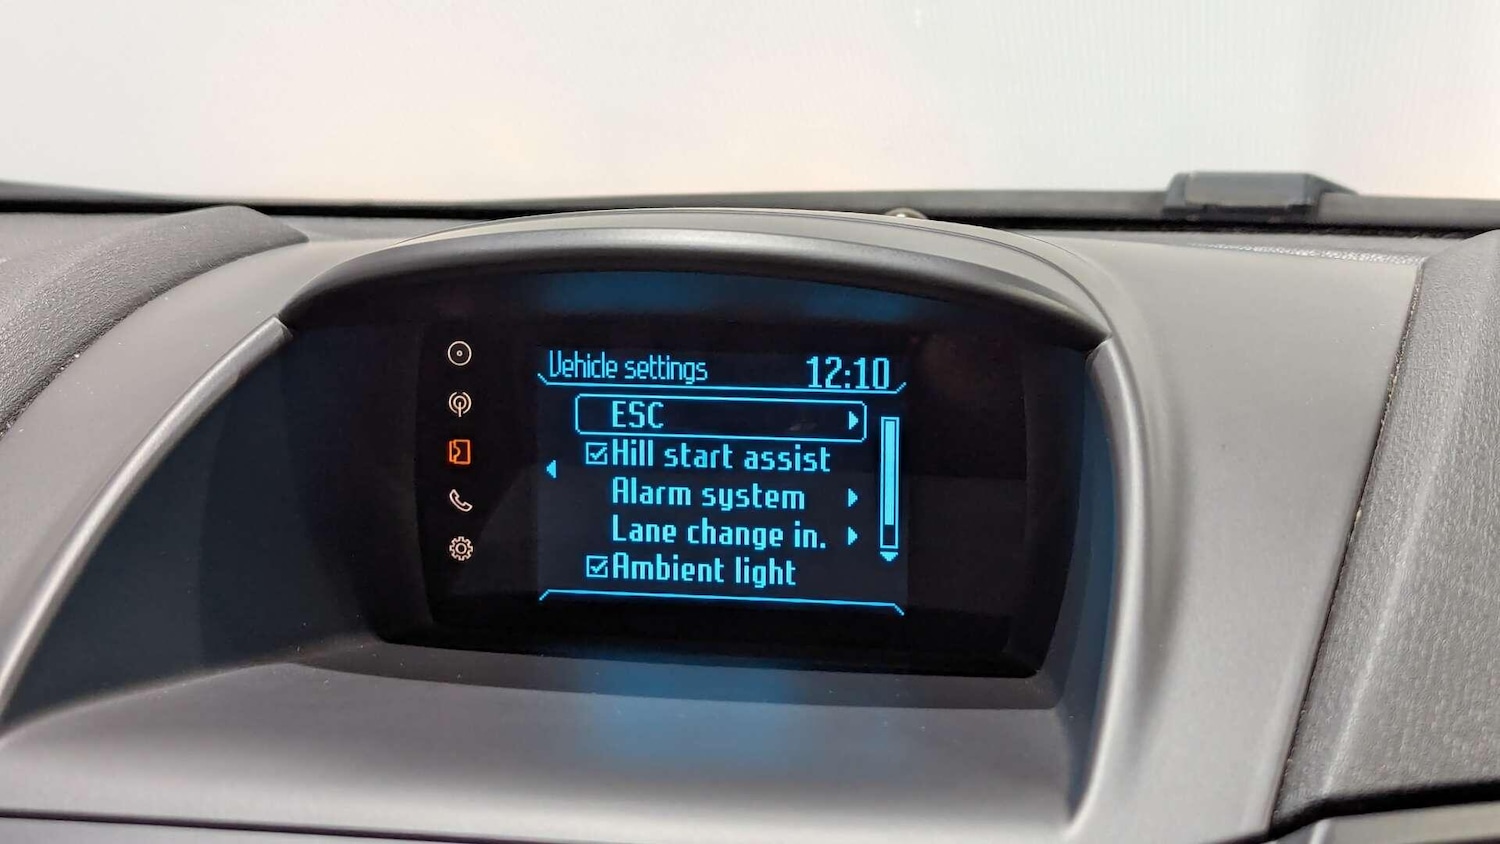 Vehicle settings 12:10
ESC
Hill start assist
Alarm system
Lane change in.
Ambient light